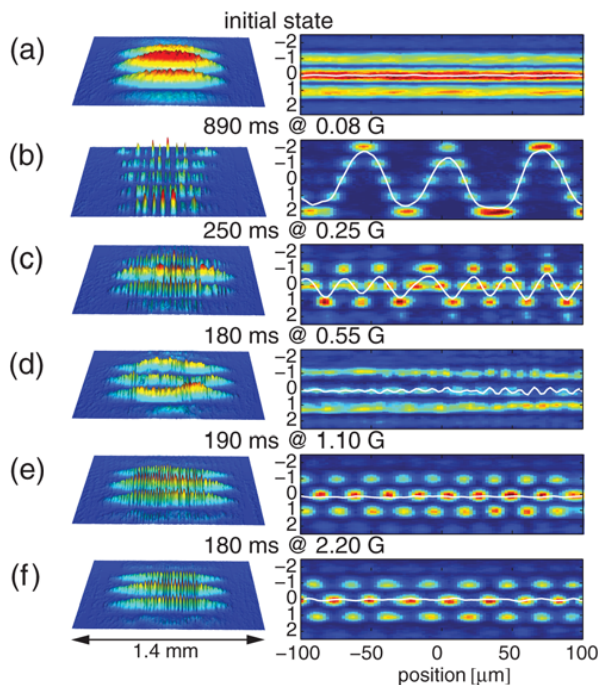 initial state
(a)
-2
-1
0
1
2
890 ms @ 0.08 G
(b)
-2
-1
0
1
2
250 ms @ 0.25 G
(c)
-2
-1
0
1
2
180 ms @ 0.55 G
(d)
-2
-1
0
1
2
190 ms @ 1.10 G
(e)
-2
-1
0
1
2
180 ms @ 2.20 G
(f)
-2
-1
0
1
2
1.4 mm
-100 -50 0 50 100
position [μm]